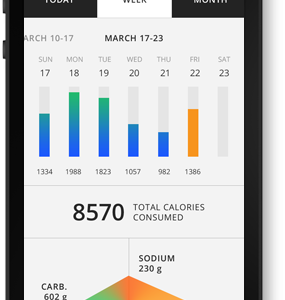 TODAY WEEK MONTH
ARCH 10-17 MARCH 17-23
SUN MON TUE WED THU FRI SAT
17 18 19 20 21 22 23
1334 1988 1823 1057 982 1386
8570 TOTAL CALORIES
CONSUMED
SODIUM
230 g
CARB.
602 g